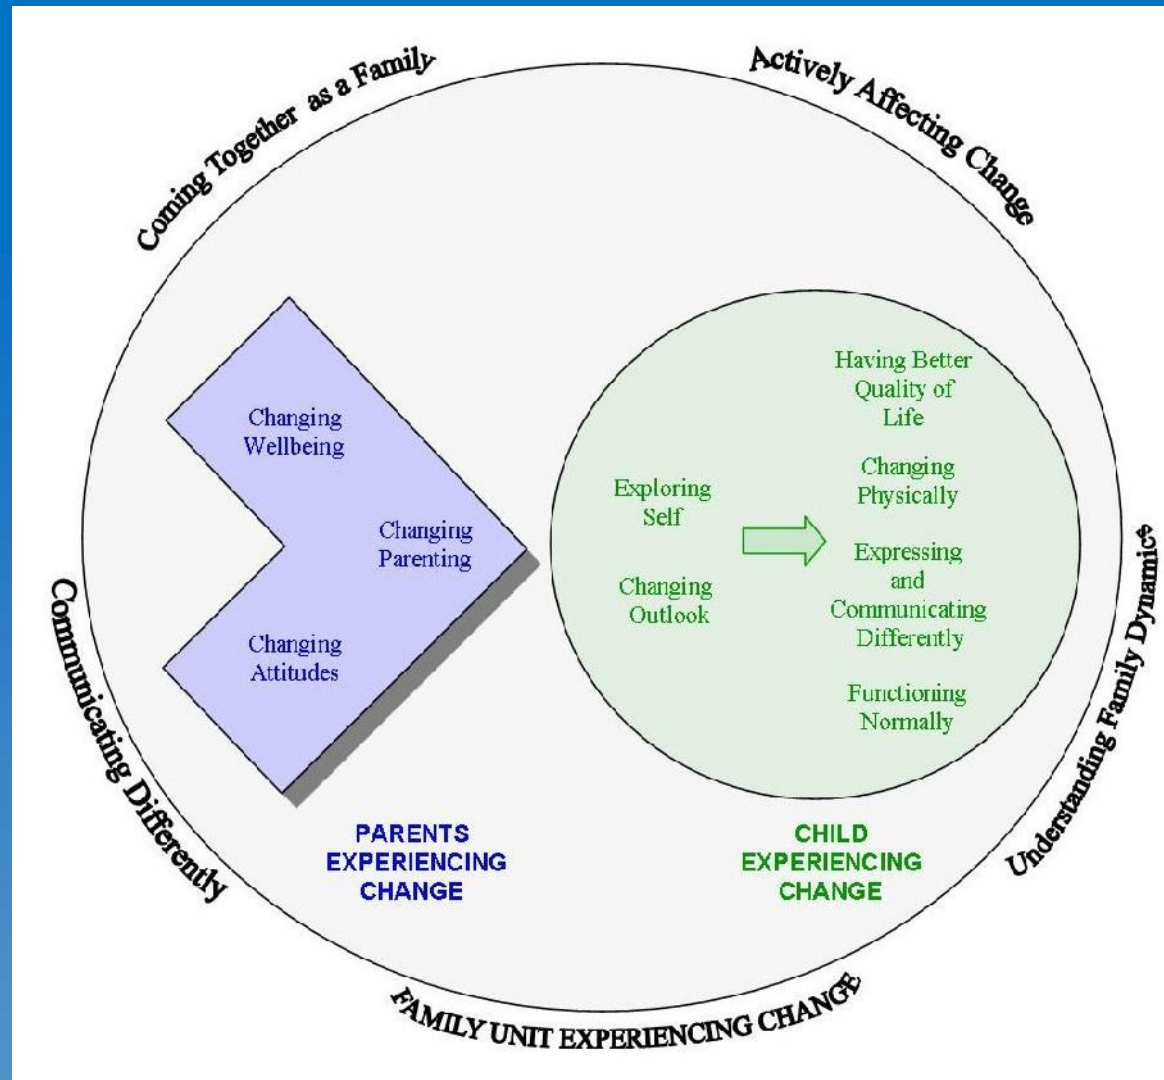 Coming Together as a Family
Actively Affecting Change
Changing
Wellbeing
Changing
Parenting
Changing
Attitudes
Exploring
Self
Changing
Outlook
Having Better
Quality of
Life
Changing
Physically
Expressing
and
Communicating
Differently
Functioning
Normally
Communicating Differently
Understanding Family Dynamics
PARENTS
EXPERIENCING
CHANGE
CHILD
EXPERIENCING
CHANGE
FAMILY UNIT EXPERIENCING CHANGE